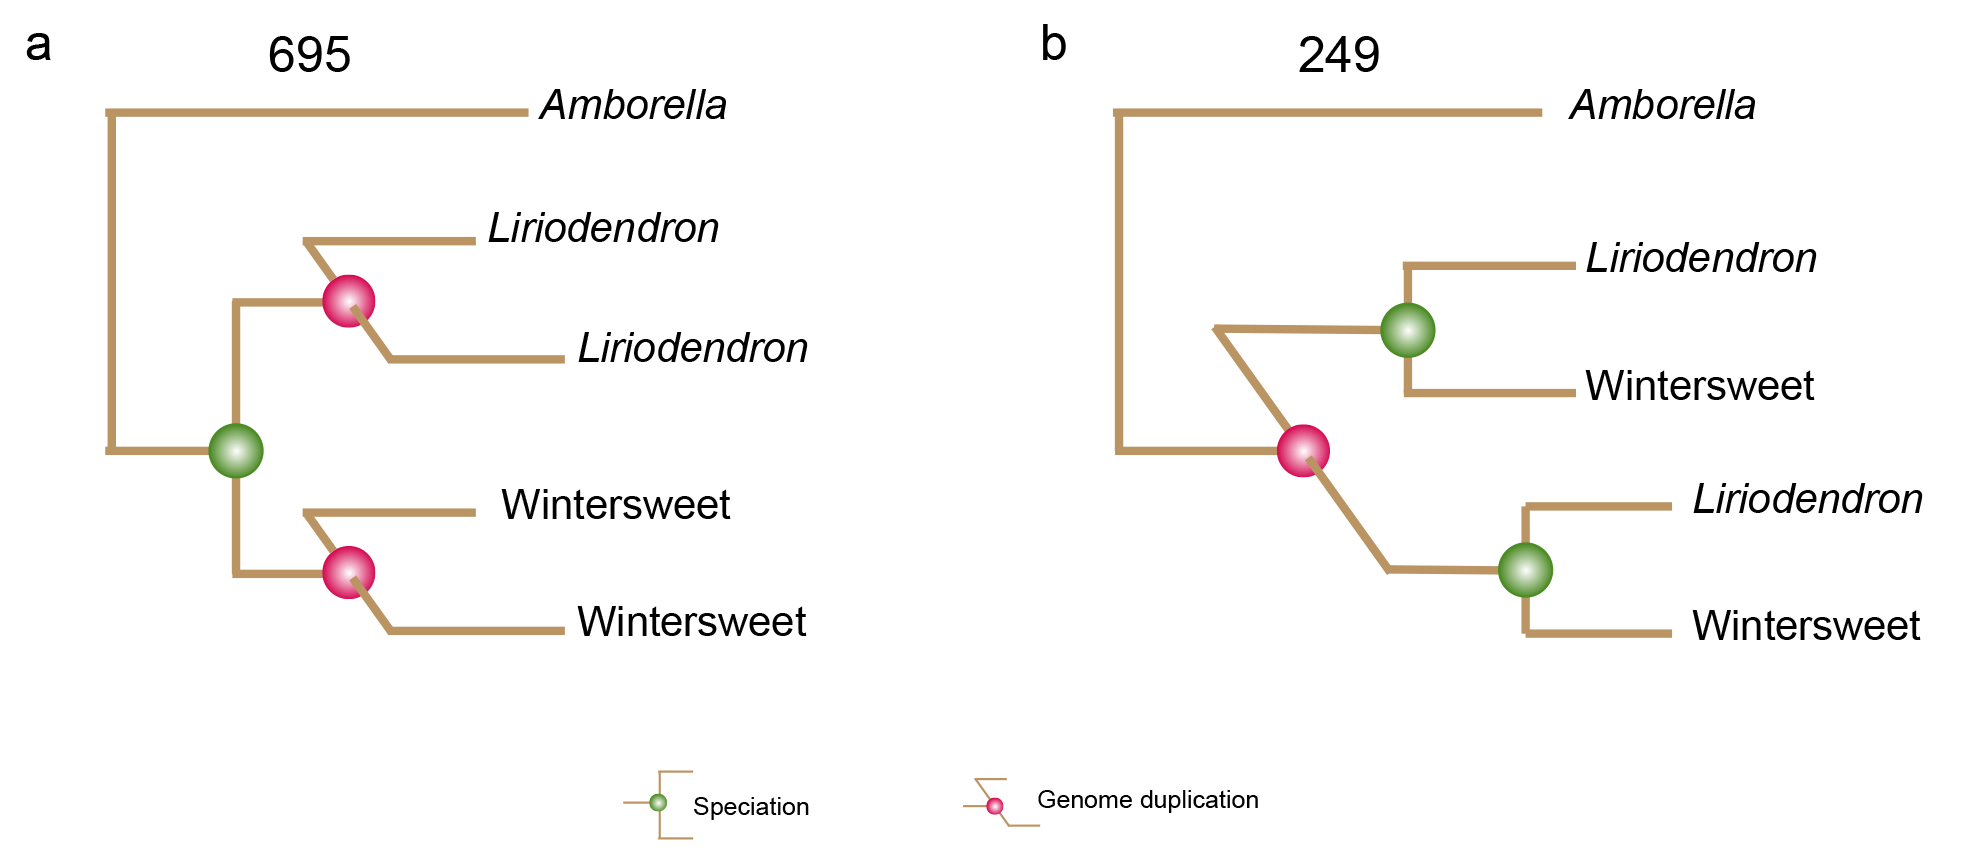 a
695
Amborella
Liriodendron
Liriodendron
Wintersweet
Wintersweet
b
249
Amborella
Liriodendron
Wintersweet
Liriodendron
Wintersweet
Speciation
Genome duplication